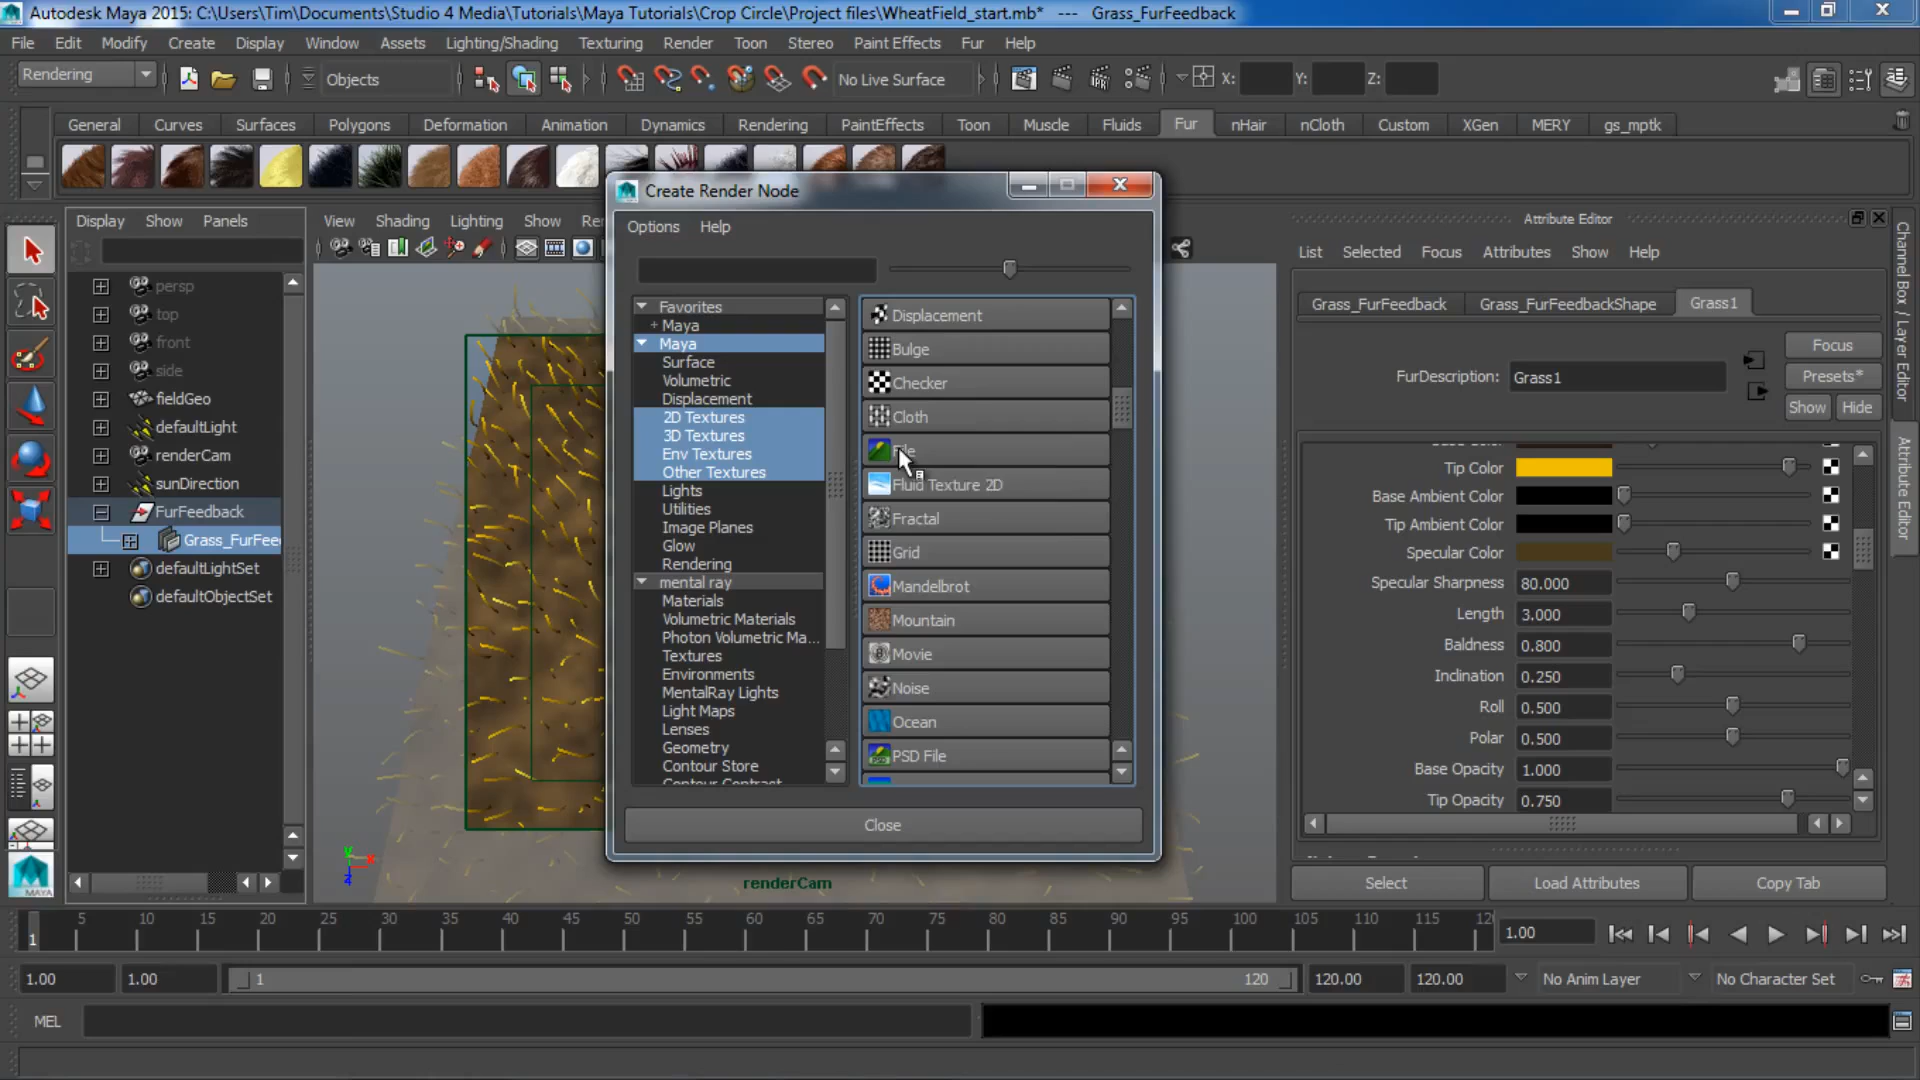 Autodesk Maya 2015: C:\Users\Tim\Documents\Studio 4 Media\Tutorials\Maya Tutorials\Crop Circle\Project files\WheatField_start.mb* --- Grass_FurFeedback
File Edit Modify Create Display Window Assets Lighting/Shading Texturing Render Toon Stereo Paint Effects Fur Help
Rendering Objects No Live Surface X: Y: Z:
General Curves Surfaces Polygons Deformation Animation Dynamics Rendering PaintEffects Toon Muscle Fluids Fur nHair nCloth Custom XGen MERY gs_mptk
Display Show Panels
persp
top
front
side
fieldGeo
defaultLight
renderCam
sunDirection
FurFeedback
Grass_FurFee
defaultLightSet
defaultObjectSet
MAYA
View Shading Lighting Show
renderCam
Create Render Node
Options Help
Favorites
Maya
Maya
Surface
Volumetric
Displacement
2D Textures
3D Textures
Env Textures
Other Textures
Lights
Utilities
Image Planes
Glow
Rendering
mental ray
Materials
Volumetric Materials
Photon Volumetric Ma...
Textures
Environments
MentalRay Lights
Light Maps
Lenses
Geometry
Contour Store
Contour Contrast
Displacement
Bulge
Checker
Cloth
File
Fluid Texture 2D
Fractal
Grid
Mandelbrot
Mountain
Movie
Noise
Ocean
PSD File
Close
Attribute Editor
List Selected Focus Attributes Show Help
Grass_FurFeedback Grass_FurFeedbackShape Grass1
FurDescription: Grass1
Focus
Presets*
Show Hide
Base Color
Tip Color
Base Ambient Color
Tip Ambient Color
Specular Color
Specular Sharpness 80.000
Length 3.000
Baldness 0.800
Inclination 0.250
Roll 0.500
Polar 0.500
Base Opacity 1.000
Tip Opacity 0.750
Select Load Attributes Copy Tab
Channel Box / Layer Editor
Attribute Editor
1 5 10 15 20 25 30 35 40 45 50 55 60 65 70 75 80 85 90 95 100 105 110 115 12
1.00
1.00 1.00 1 120 120.00 120.00 No Anim Layer No Character Set
MEL